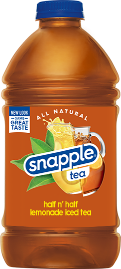 ALL NATURAL
NEW LOOK
SAME
GREAT
TASTE
snapple
tea
half n' half
lemonade iced tea